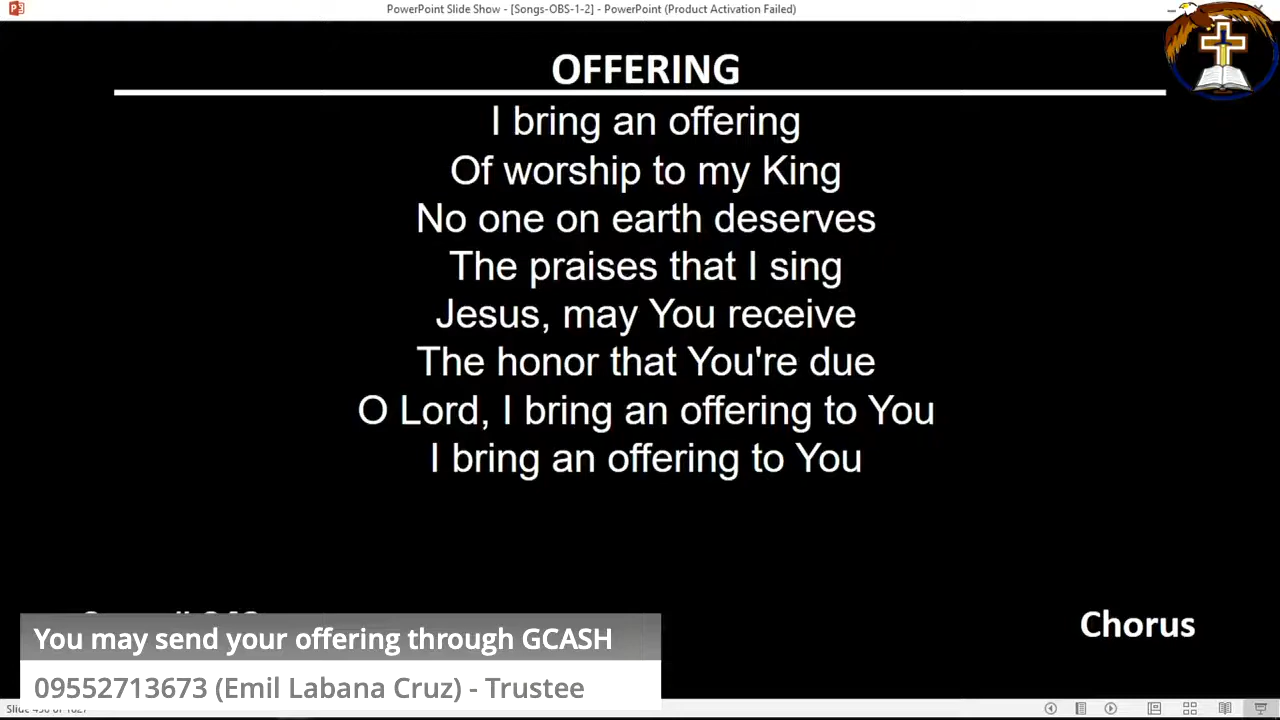 PowerPoint Slide Show - [Songs-OBS-1-2] - PowerPoint (Product Activation Failed)
OFFERING
I bring an offering
Of worship to my King
No one on earth deserves
The praises that I sing
Jesus, may You receive
The honor that You're due
O Lord, I bring an offering to You
I bring an offering to You
Chorus
You may send your offering through GCASH
09552713673 (Emil Labana Cruz) - Trustee